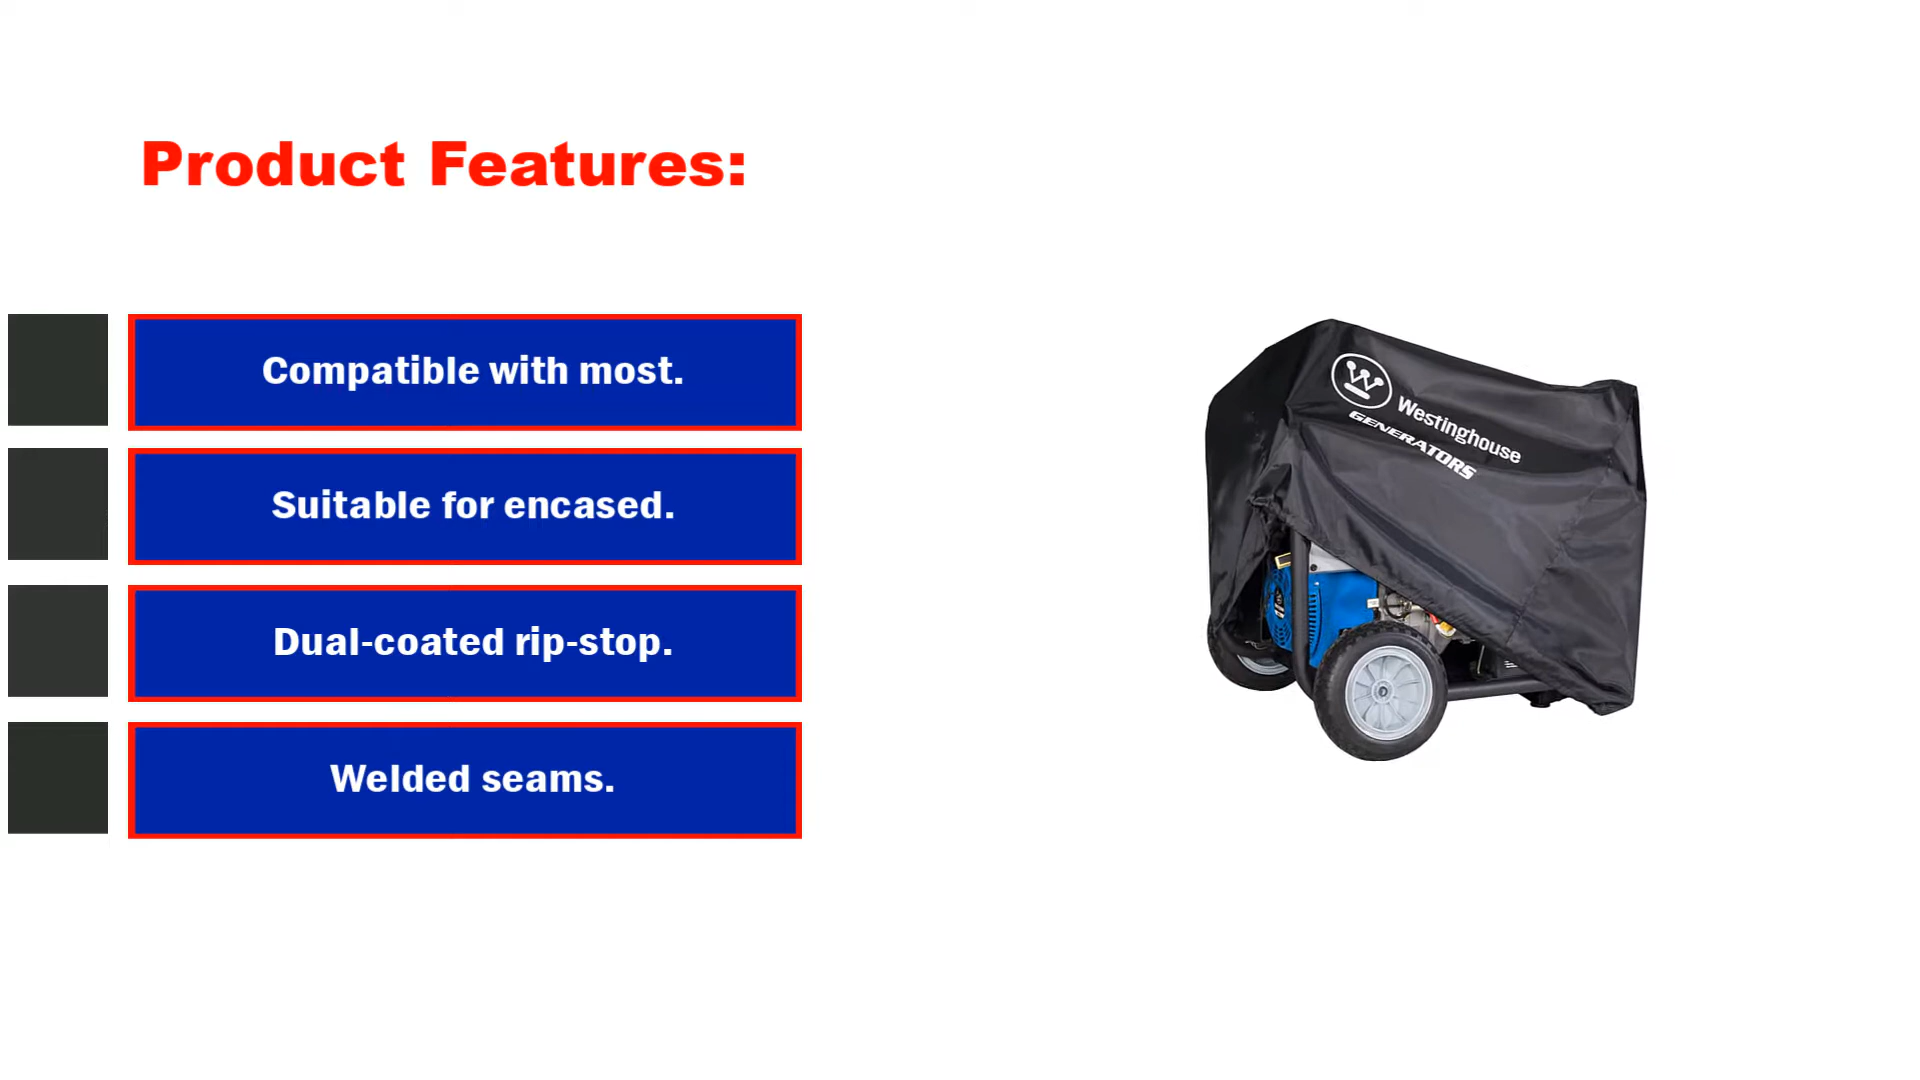 Product Features:
Compatible with most.
Suitable for encased.
Dual-coated rip-stop.
Welded seams.
Westinghouse
GENERATORS